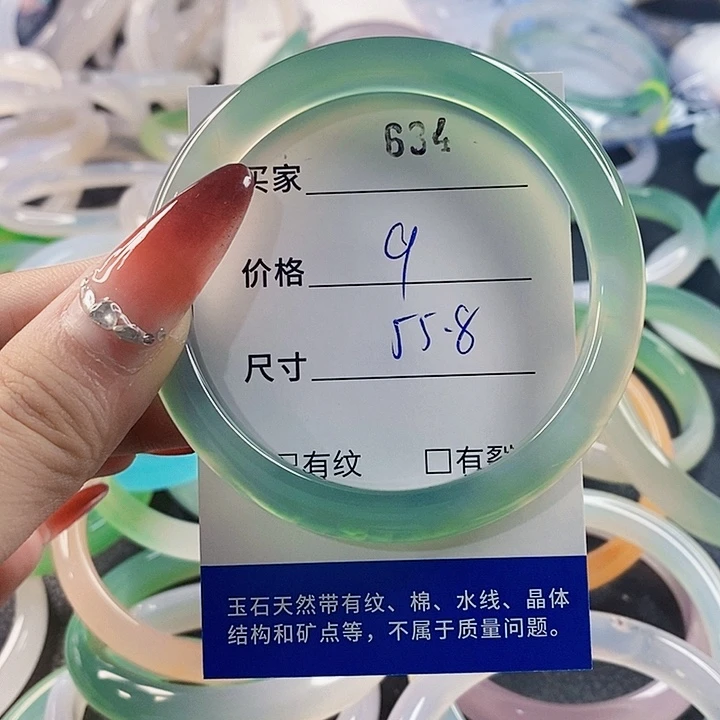 634
买家
价格 9
尺寸 55.8
□有纹 □有裂
玉石天然带有纹、棉、水线、晶体
结构和矿点等，不属于质量问题。